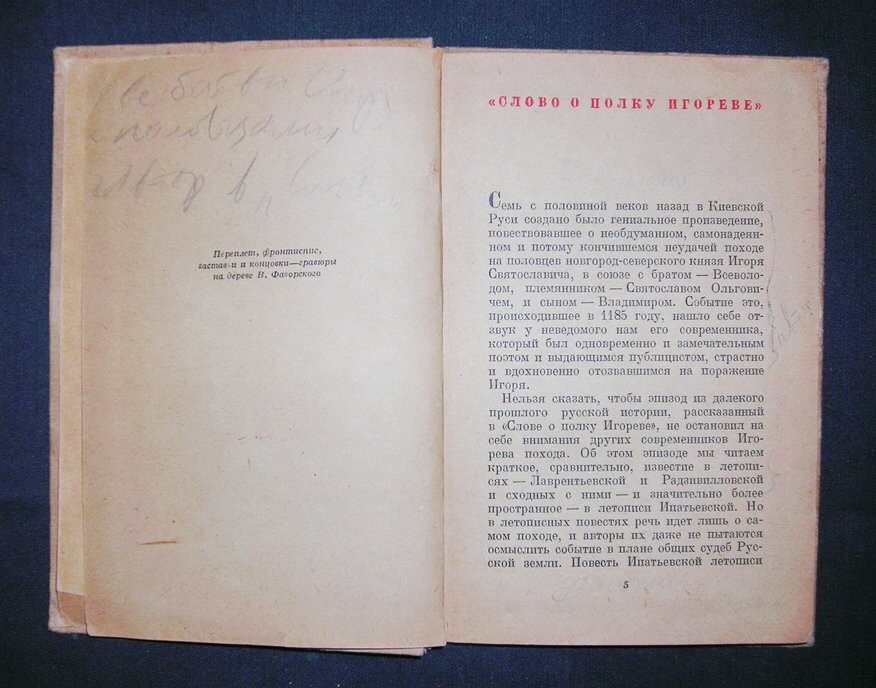 две битвы
с половцами
автор в „
Переплет, фронтиспис,
заставки и концовки—гравюры
на дереве В. Фаворского
«СЛОВО О ПОЛКУ ИГОРЕВЕ»
Семь с половиной веков назад в Киевской
Руси создано было гениальное произведение,
повествовавшее о необдуманном, самонадеян-
ном и потому кончившемся неудачей походе
на половцев новгород-северского князя Игоря
Святославича, в союзе с братом — Всеволо-
дом, племянником — Святославом Ольгови-
чем, и сыном — Владимиром. Событие это,
происходившее в 1185 году, нашло себе от-
звук у неведомого нам его современника,
который был одновременно и замечательным
поэтом и выдающимся публицистом, страстно
и вдохновенно отозвавшимся на поражение
Игоря.
автор
Нельзя сказать, чтобы эпизод из далекого
прошлого русской истории, рассказанный
в «Слове о полку Игореве», не остановил на
себе внимания других современников Иго-
рева похода. Об этом эпизоде мы читаем
краткое, сравнительно, известие в летопи-
сях — Лаврентьевской и Радзивилловской
и сходных с ними — и значительно более
пространное — в летописи Ипатьевской. Но
в летописных повестях речь идет лишь о са-
мом походе, и авторы их даже не пытаются
осмыслить событие в плане общих судеб Рус-
ской земли. Повесть Ипатьевской летописи
5